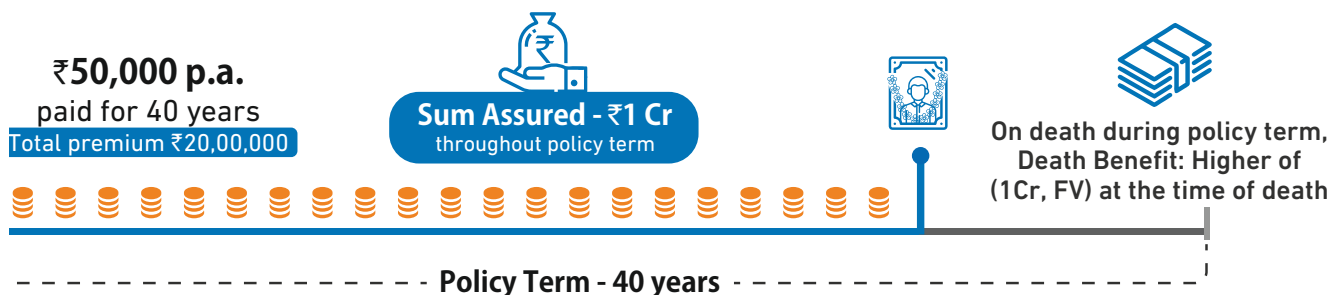 ₹50,000 p.a.
paid for 40 years
Total premium ₹20,00,000
₹
Sum Assured - ₹1 Cr
throughout policy term
On death during policy term,
Death Benefit: Higher of
(1Cr, FV) at the time of death
Policy Term - 40 years